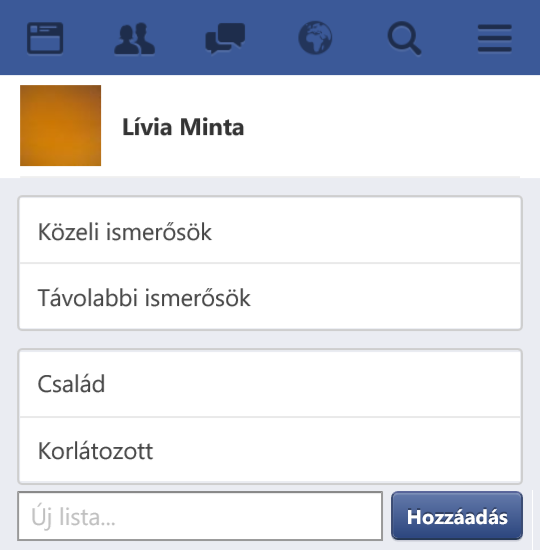 Lívia Minta
Közeli ismerősök
Távolabbi ismerősök
Család
Korlátozott
Új lista...
Hozzáadás